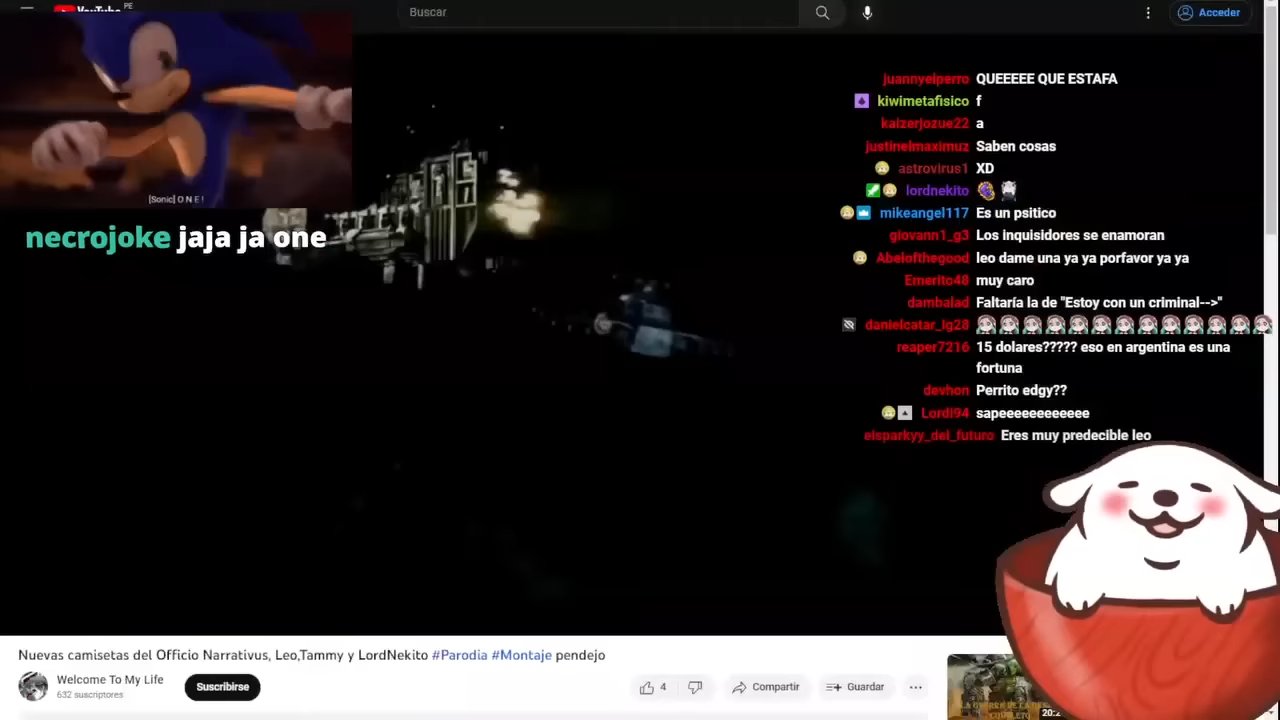 YouTube PE
Buscar
Acceder
[Sonic] O N E !
necrojoke jaja ja one
juannyelperro QUEEEEE QUE ESTAFA
kiwimetafisico f
kaizerjozue22 a
justinelmaximuz Saben cosas
astrovirus1 XD
lordnekito
mikeangel117 Es un psitico
giovann1_g3 Los inquisidores se enamoran
Abelofthegood leo dame una ya ya porfavor ya ya
Emerito48 muy caro
dambalad Faltaría la de "Estoy con un criminal-->"
danielcatar_lg28
reaper7216 15 dolares????? eso en argentina es una
fortuna
devhon Perrito edgy??
Lordi94 sapeeeeeeeeeeee
elsparkyy_del_futuro Eres muy predecible leo
Nuevas camisetas del Officio Narrativus, Leo,Tammy y LordNekito #Parodia #Montaje pendejo
Welcome To My Life
632 suscriptores
Suscribirse
4
Compartir
Guardar